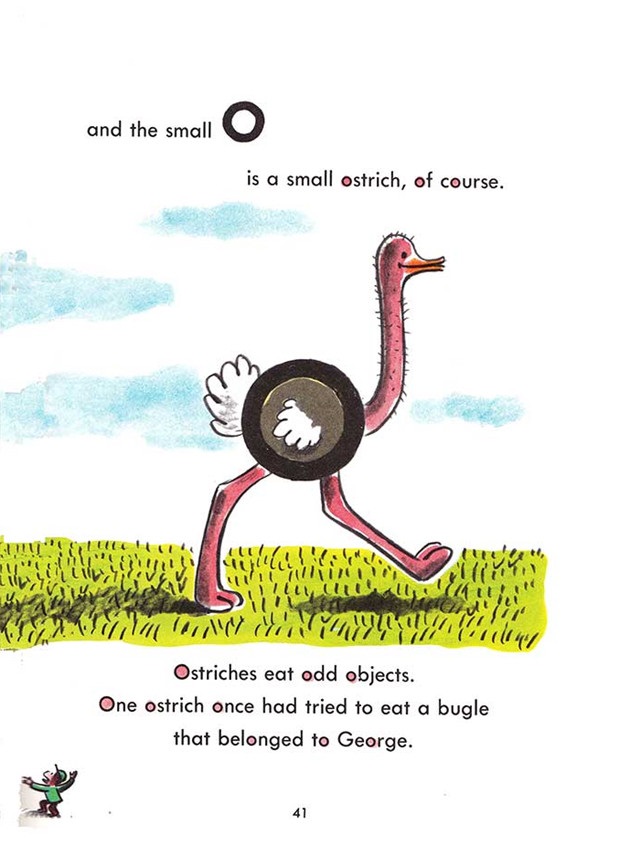 and the small O
is a small ostrich, of course.
Ostriches eat odd objects.
One ostrich once had tried to eat a bugle
that belonged to George.
41